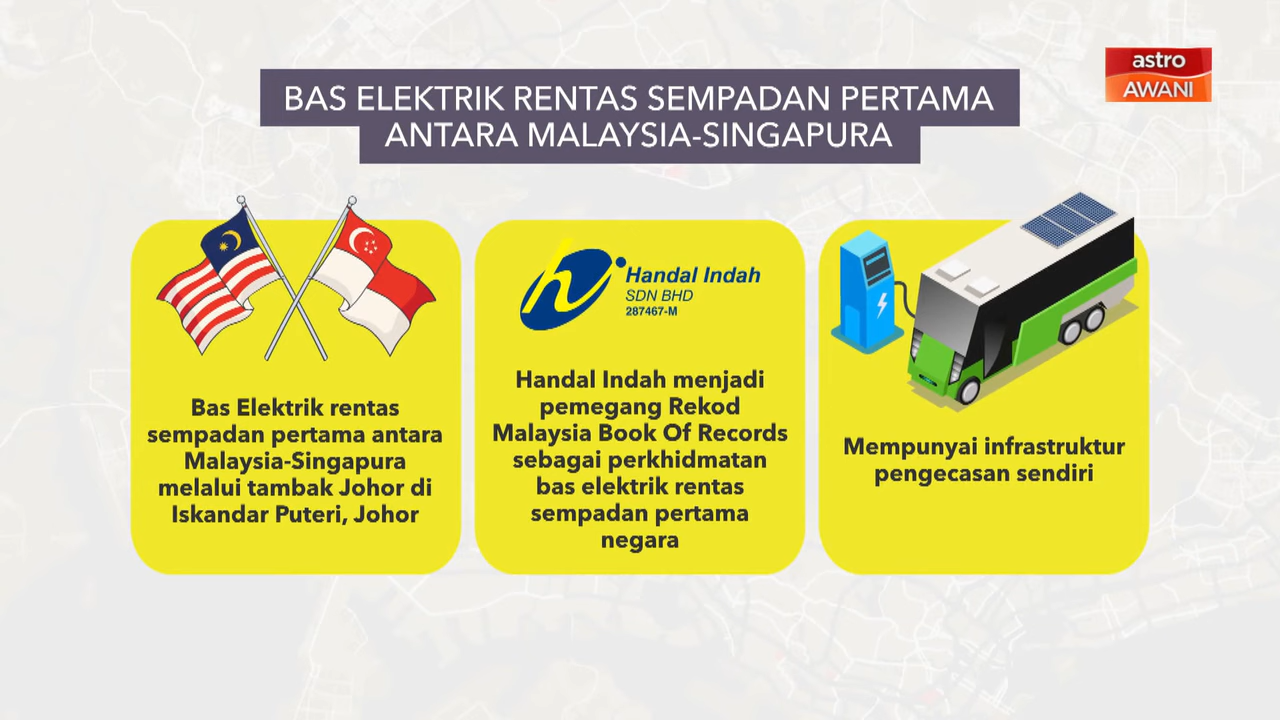 astro
AWANI
BAS ELEKTRIK RENTAS SEMPADAN PERTAMA
ANTARA MALAYSIA-SINGAPURA
Bas Elektrik rentas
sempadan pertama antara
Malaysia-Singapura
melalui tambak Johor di
Iskandar Puteri, Johor
h
Handal Indah
SDN BHD
287467-M
Handal Indah menjadi
pemegang Rekod
Malaysia Book Of Records
sebagai perkhidmatan
bas elektrik rentas
sempadan pertama
negara
Mempunyai infrastruktur
pengecasan sendiri